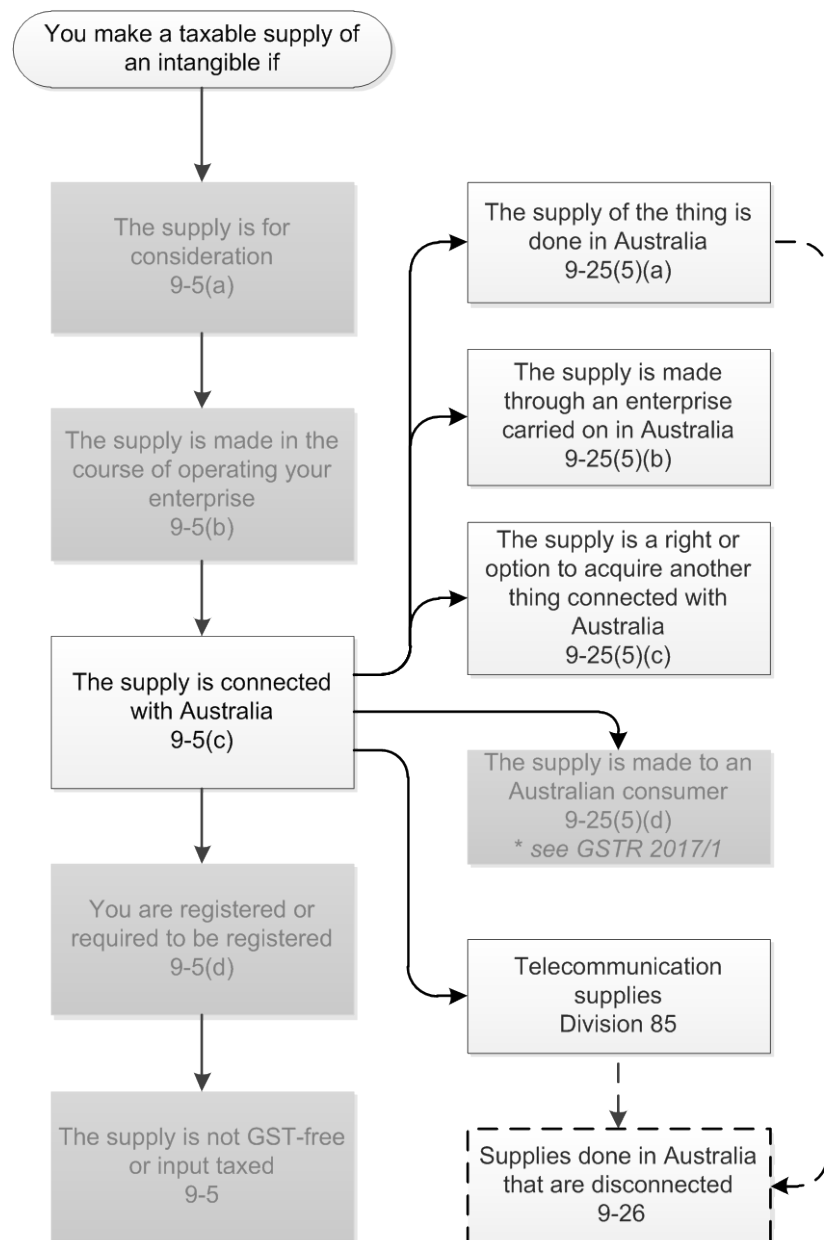 You make a taxable supply of
an intangible if
The supply is for
consideration
9-5(a)
The supply is made in the
course of operating your
enterprise
9-5(b)
The supply is connected
with Australia
9-5(c)
You are registered or
required to be registered
9-5(d)
The supply is not GST-free
or input taxed
9-5
The supply of the thing is
done in Australia
9-25(5)(a)
The supply is made
through an enterprise
carried on in Australia
9-25(5)(b)
The supply is a right or
option to acquire another
thing connected with
Australia
9-25(5)(c)
The supply is made to an
Australian consumer
9-25(5)(d)
* see GSTR 2017/1
Telecommunication
supplies
Division 85
Supplies done in Australia
that are disconnected
9-26